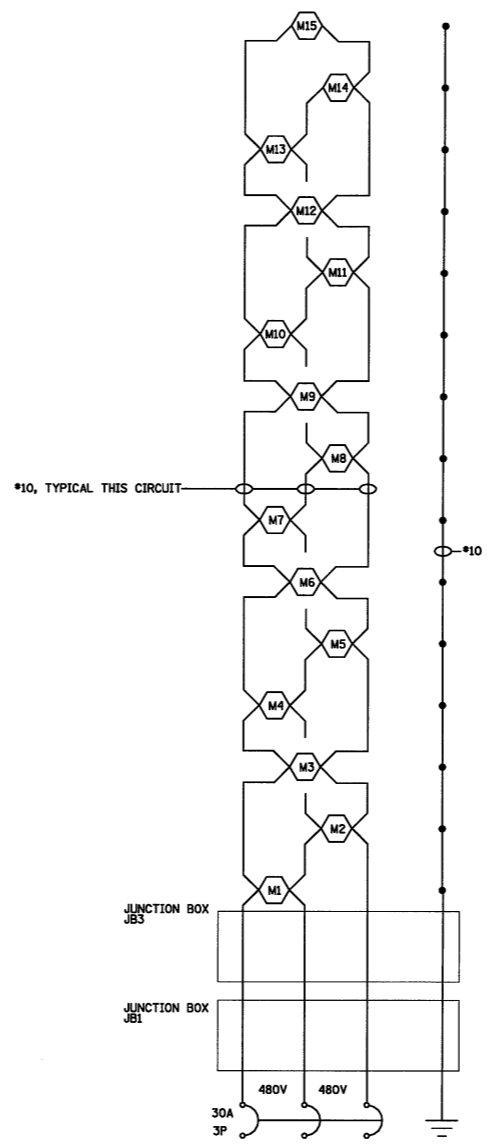 M15
M14
M13
M12
M11
M10
M9
M8
*10, TYPICAL THIS CIRCUIT
M7
*10
M6
M5
M4
M3
M2
M1
JUNCTION BOX
JB3
JUNCTION BOX
JB1
480V 480V
30A
3P